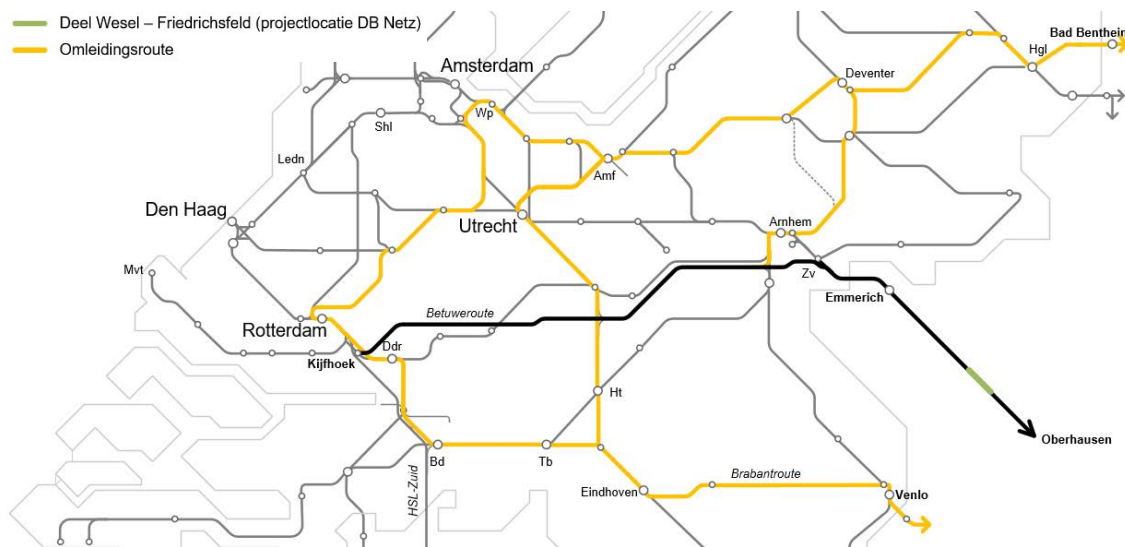 Deel Wesel – Friedrichsfeld (projectlocatie DB Netz)
Omleidingsroute
Bad Bentheim
Hgl
Amsterdam
Deventer
Wp
Shl
Ledn
Amf
Den Haag
Utrecht
Arnhem
Mvt
Zv
Emmerich
Betuweroute
Rotterdam
Ddr
Kijfhoek
Ht
Oberhausen
Bd
Tb
HSL-Zuid
Brabantroute
Eindhoven
Venlo